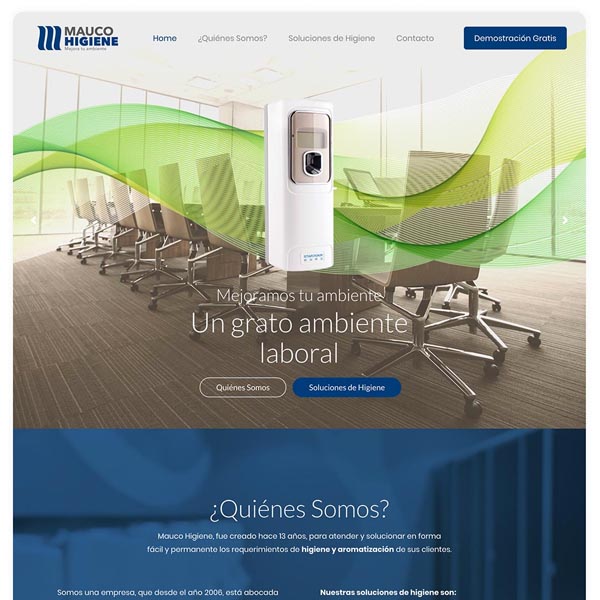 MAUCO
HIGIENE
Mejora tu ambiente
Home
¿Quiénes Somos?
Soluciones de Higiene
Contacto
Demostración Gratis
Mejoramos tu ambiente
Un grato ambiente
laboral
Quiénes Somos
Soluciones de Higiene
¿Quiénes Somos?
Mauco Higiene, fue creado hace 13 años, para atender y solucionar en forma
fácil y permanente los requerimientos de higiene y aromatización de sus clientes.
Somos una empresa, que desde el año 2006, está abocada
Nuestras soluciones de higiene son: